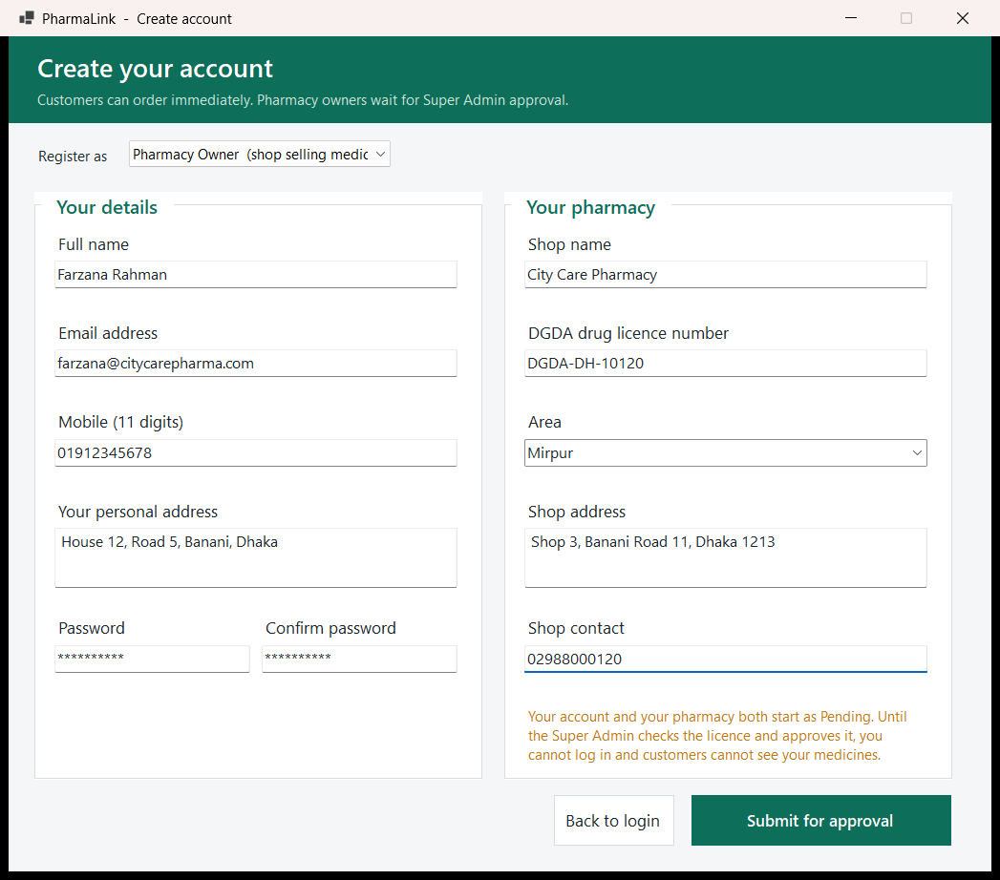 PharmaLink - Create account
Create your account
Customers can order immediately. Pharmacy owners wait for Super Admin approval.
Register as
Pharmacy Owner (shop selling medic
Your details
Full name
Farzana Rahman
Email address
farzana@citycarepharma.com
Mobile (11 digits)
01912345678
Your personal address
House 12, Road 5, Banani, Dhaka
Password
Confirm password
**********
**********
Your pharmacy
Shop name
City Care Pharmacy
DGDA drug licence number
DGDA-DH-10120
Area
Mirpur
Shop address
Shop 3, Banani Road 11, Dhaka 1213
Shop contact
02988000120
Your account and your pharmacy both start as Pending. Until
the Super Admin checks the licence and approves it, you
cannot log in and customers cannot see your medicines.
Back to login
Submit for approval